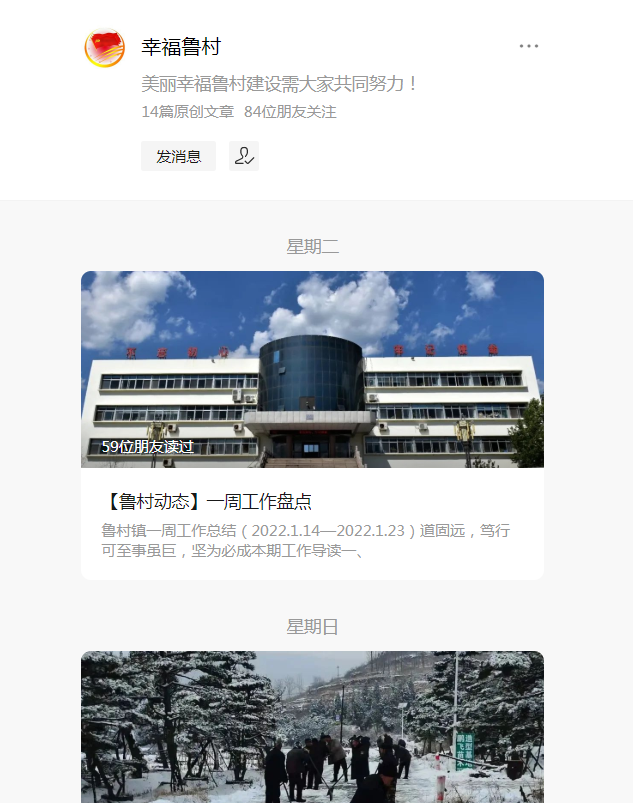 幸福鲁村
美丽幸福鲁村建设需大家共同努力！
14篇原创文章 84位朋友关注
发消息
星期二
59位朋友读过
【鲁村动态】一周工作盘点
鲁村镇一周工作总结（2022.1.14—2022.1.23）道固远，笃行
可至事虽巨，坚为必成本期工作导读一、
星期日